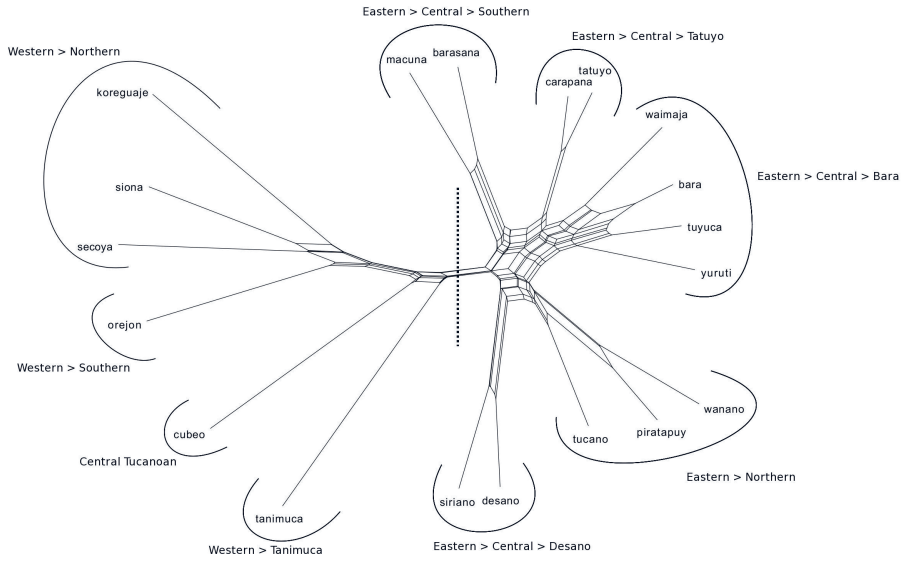 Eastern > Central > Southern
Eastern > Central > Tatuyo
Western > Northern
macuna
barasana
tatuyo
carapana
koreguaje
waimaja
Eastern > Central > Bara
siona
bara
secoya
tuyuca
yuruti
orejon
Western > Southern
cubeo
Central Tucanoan
wanano
piratapuy
tucano
Eastern > Northern
siriano
desano
tanimuca
Western > Tanimuca
Eastern > Central > Desano